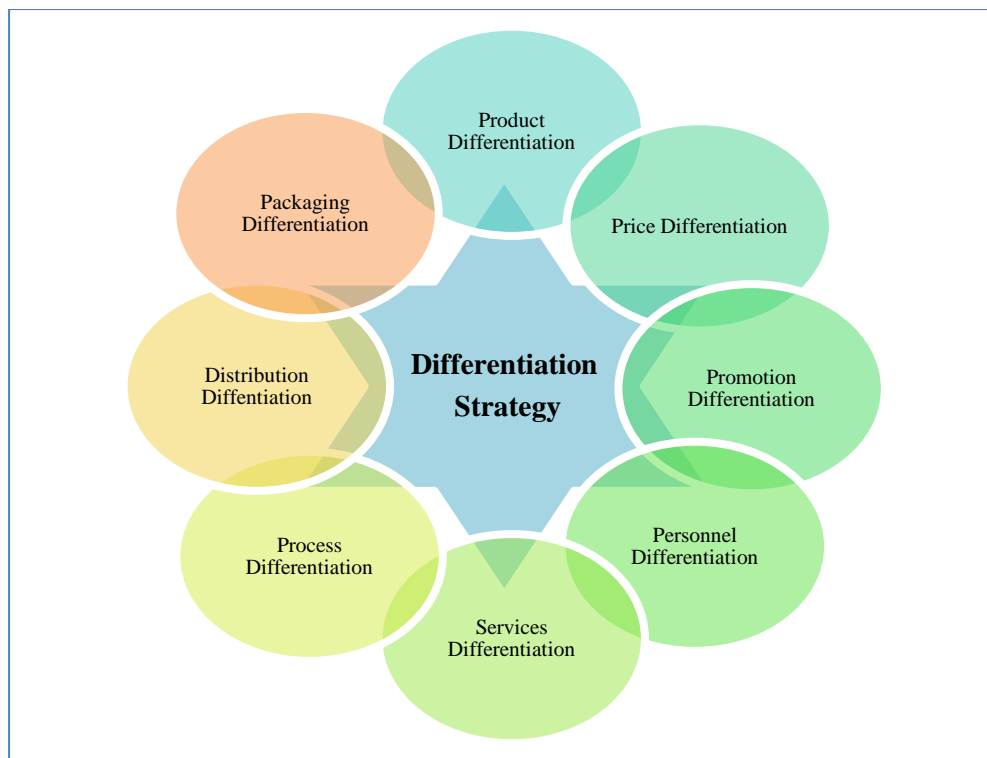 Product
Differentiation
Price Differentiation
Promotion
Differentiation
Personnel
Differentiation
Services
Differentiation
Process
Differentiation
Distribution
Diffentiation
Packaging
Differentiation
Differentiation
Strategy